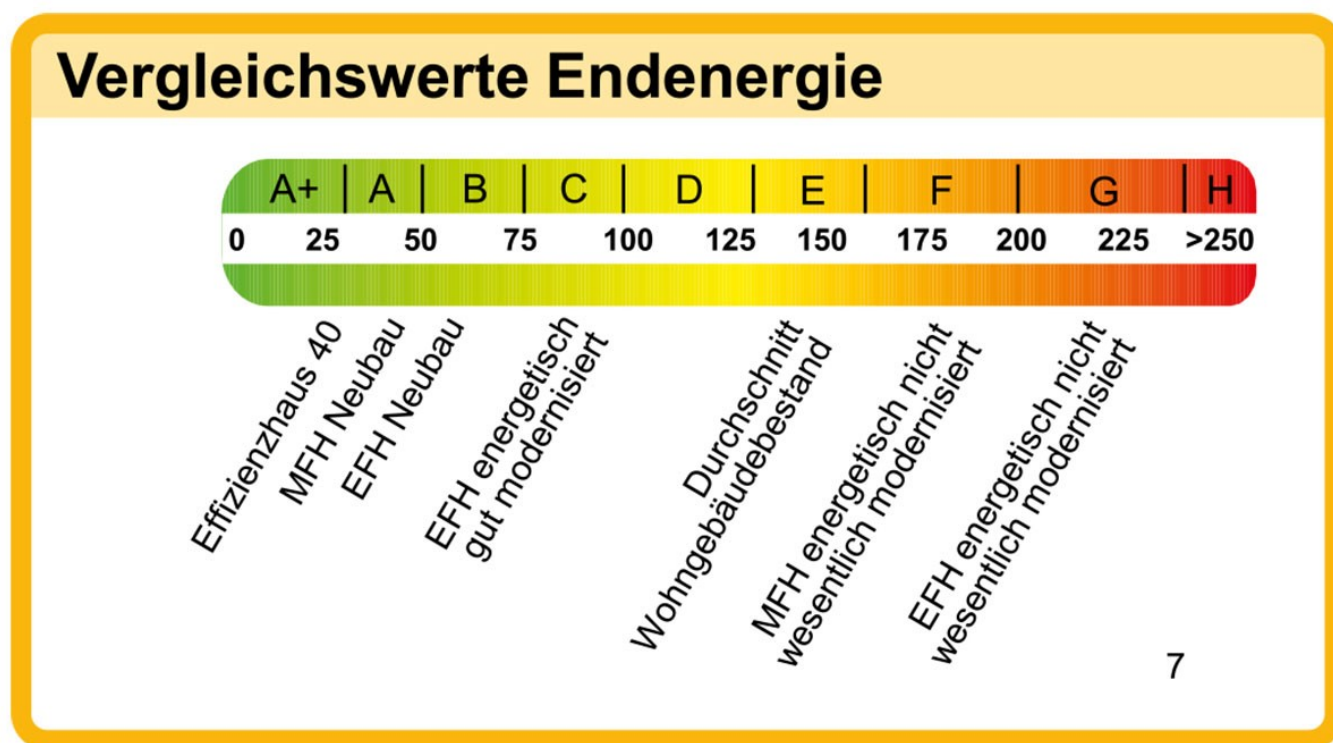 Vergleichswerte Endenergie
A+ | A | B | C | D | E | F | G | H
0 25 50 75 100 125 150 175 200 225 >250
Effizienzhaus 40
MFH Neubau
EFH Neubau
EFH energetisch
gut modernisiert
Durchschnitt
Wohngebäudebestand
MFH energetisch nicht
wesentlich modernisiert
EFH energetisch nicht
wesentlich modernisiert
7